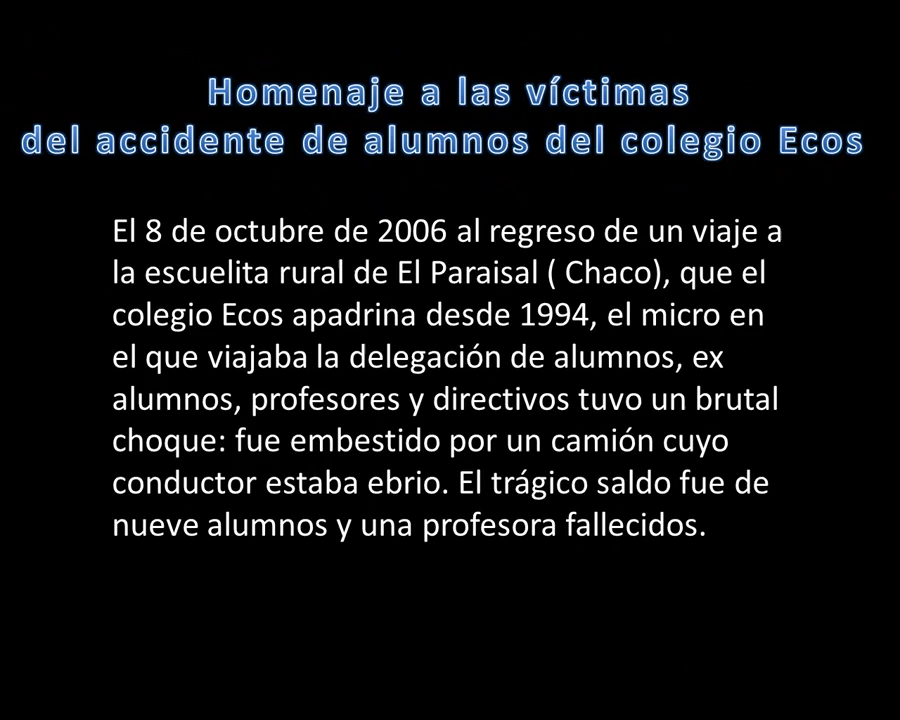 Homenaje a las víctimas
del accidente de alumnos del colegio Ecos
El 8 de octubre de 2006 al regreso de un viaje a
la escuelita rural de El Paraisal ( Chaco), que el
colegio Ecos apadrina desde 1994, el micro en
el que viajaba la delegación de alumnos, ex
alumnos, profesores y directivos tuvo un brutal
choque: fue embestido por un camión cuyo
conductor estaba ebrio. El trágico saldo fue de
nueve alumnos y una profesora fallecidos.